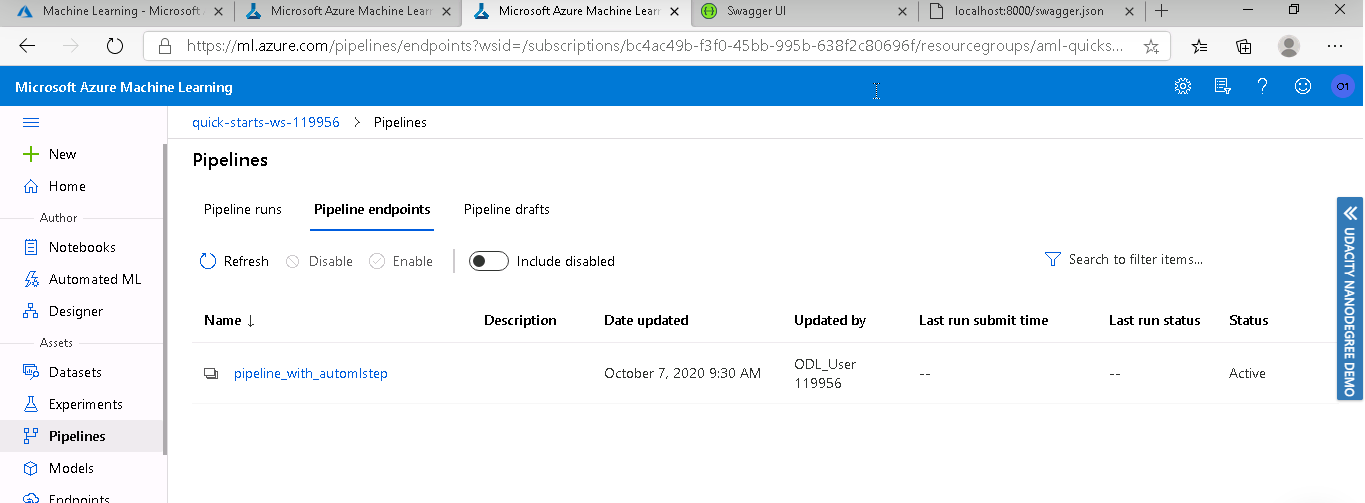 Machine Learning - Microsoft
Microsoft Azure Machine Learn
Microsoft Azure Machine Learn
Swagger UI
localhost:8000/swagger.json
https://ml.azure.com/pipelines/endpoints?wsid=/subscriptions/bc4ac49b-f3f0-45bb-995b-638f2c80696f/resourcegroups/aml-quicks...
Microsoft Azure Machine Learning
O1
quick-starts-ws-119956 > Pipelines
New
Home
Author
Notebooks
Automated ML
Designer
Assets
Datasets
Experiments
Pipelines
Models
Endpoints
Pipelines
Pipeline runs Pipeline endpoints Pipeline drafts
Refresh Disable Enable Include disabled Search to filter items...
Name ↓ Description Date updated Updated by Last run submit time Last run status Status
pipeline_with_automlstep October 7, 2020 9:30 AM ODL_User 119956 -- -- Active
UDACITY NANODEGREE DEMO